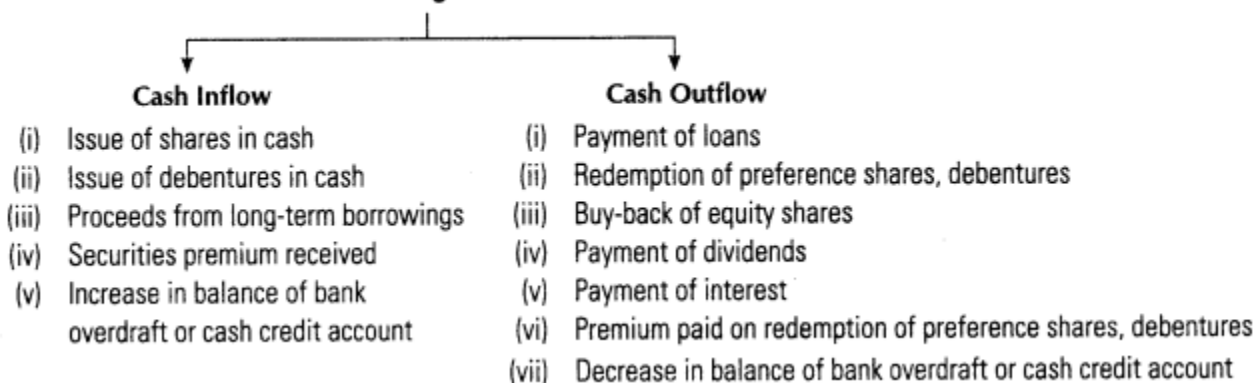 Cash Inflow
(i) Issue of shares in cash
(ii) Issue of debentures in cash
(iii) Proceeds from long-term borrowings
(iv) Securities premium received
(v) Increase in balance of bank
overdraft or cash credit account
Cash Outflow
(i) Payment of loans
(ii) Redemption of preference shares, debentures
(iii) Buy-back of equity shares
(iv) Payment of dividends
(v) Payment of interest
(vi) Premium paid on redemption of preference shares, debentures
(vii) Decrease in balance of bank overdraft or cash credit account